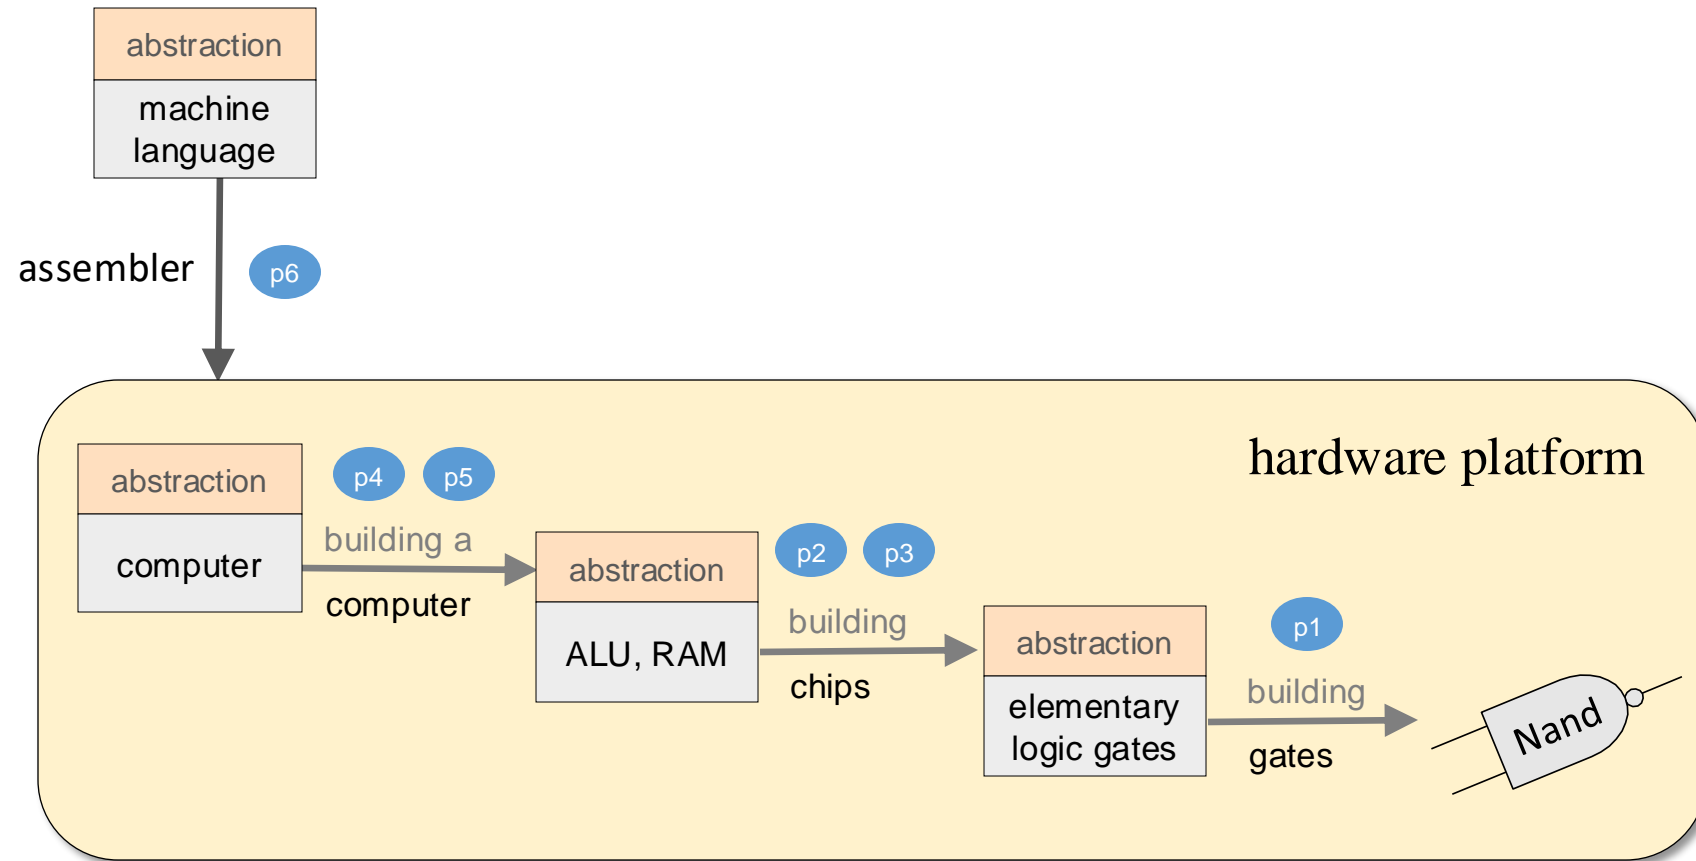 abstraction
machine
language
assembler
p6
hardware platform
abstraction
computer
p4
p5
building a
computer
abstraction
ALU, RAM
p2
p3
building
chips
abstraction
elementary
logic gates
p1
building
gates
Nand